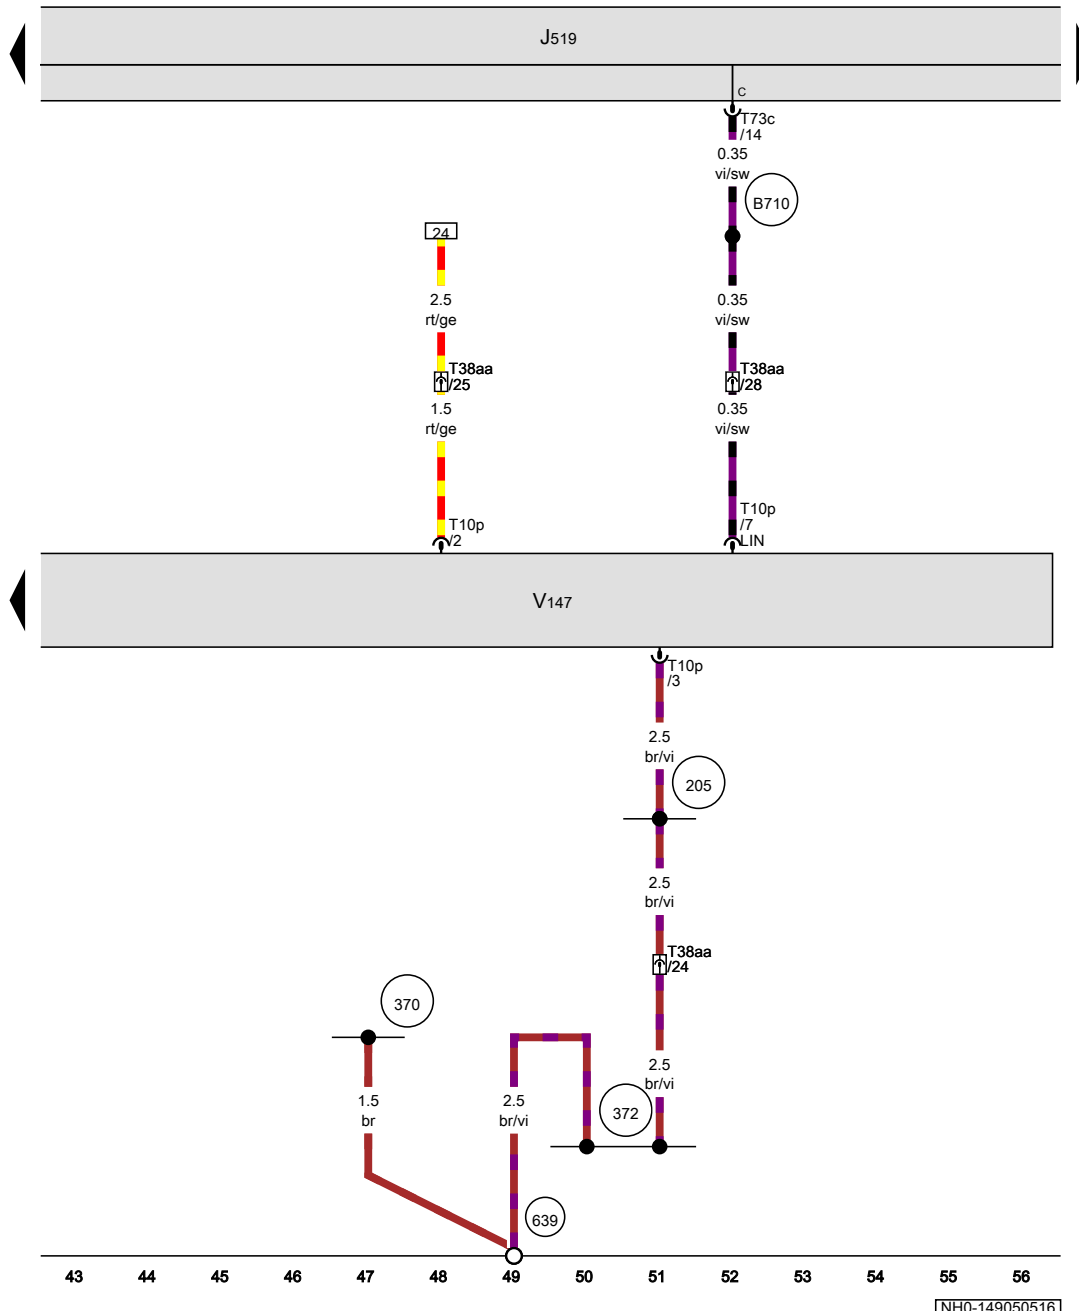 J519
C
T73c
/14
0.35
vi/sw
B710
24
2.5
rt/ge
0.35
vi/sw
T38aa
/25
T38aa
/28
1.5
rt/ge
0.35
vi/sw
T10p
/2
T10p
/7
LIN
V147
T10p
/3
2.5
br/vi
205
2.5
br/vi
T38aa
/24
370
2.5
br/vi
1.5
br
2.5
br/vi
372
639
43 44 45 46 47 48 49 50 51 52 53 54 55 56
NH0-149050516